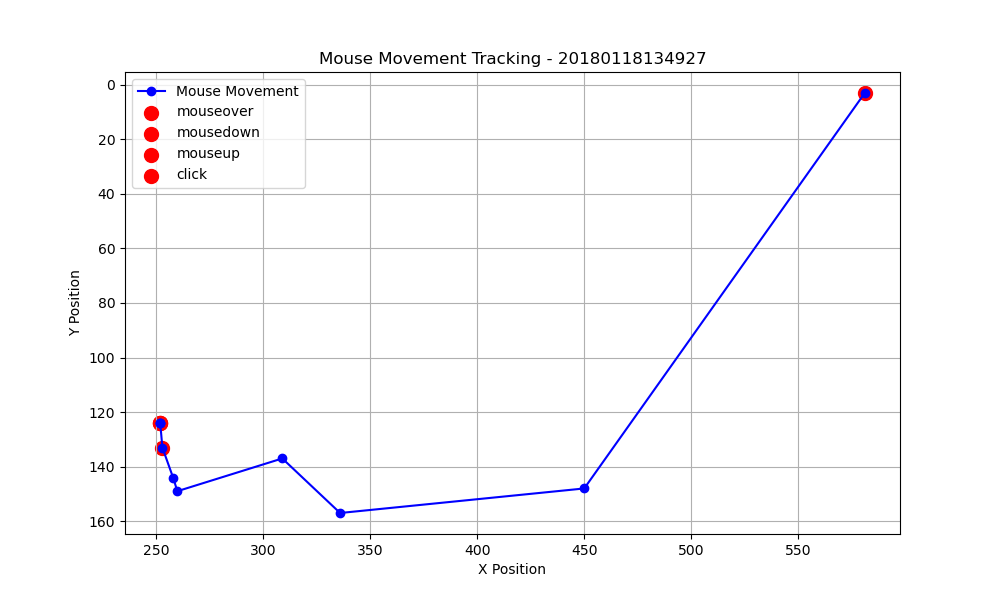 Mouse Movement Tracking - 20180118134927
Mouse Movement
mouseover
mousedown
mouseup
click
0
20
40
60
80
100
120
140
160
Y Position
250
300
350
400
450
500
550
X Position